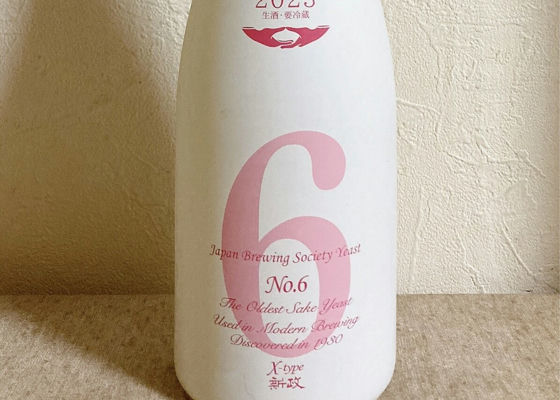 2023
生酒・要冷蔵
6
Japan Brewing Society Yeast
No.6
The Oldest Sake Yeast
Used in Modern Brewing
Discovered in 1930
X-type
新政